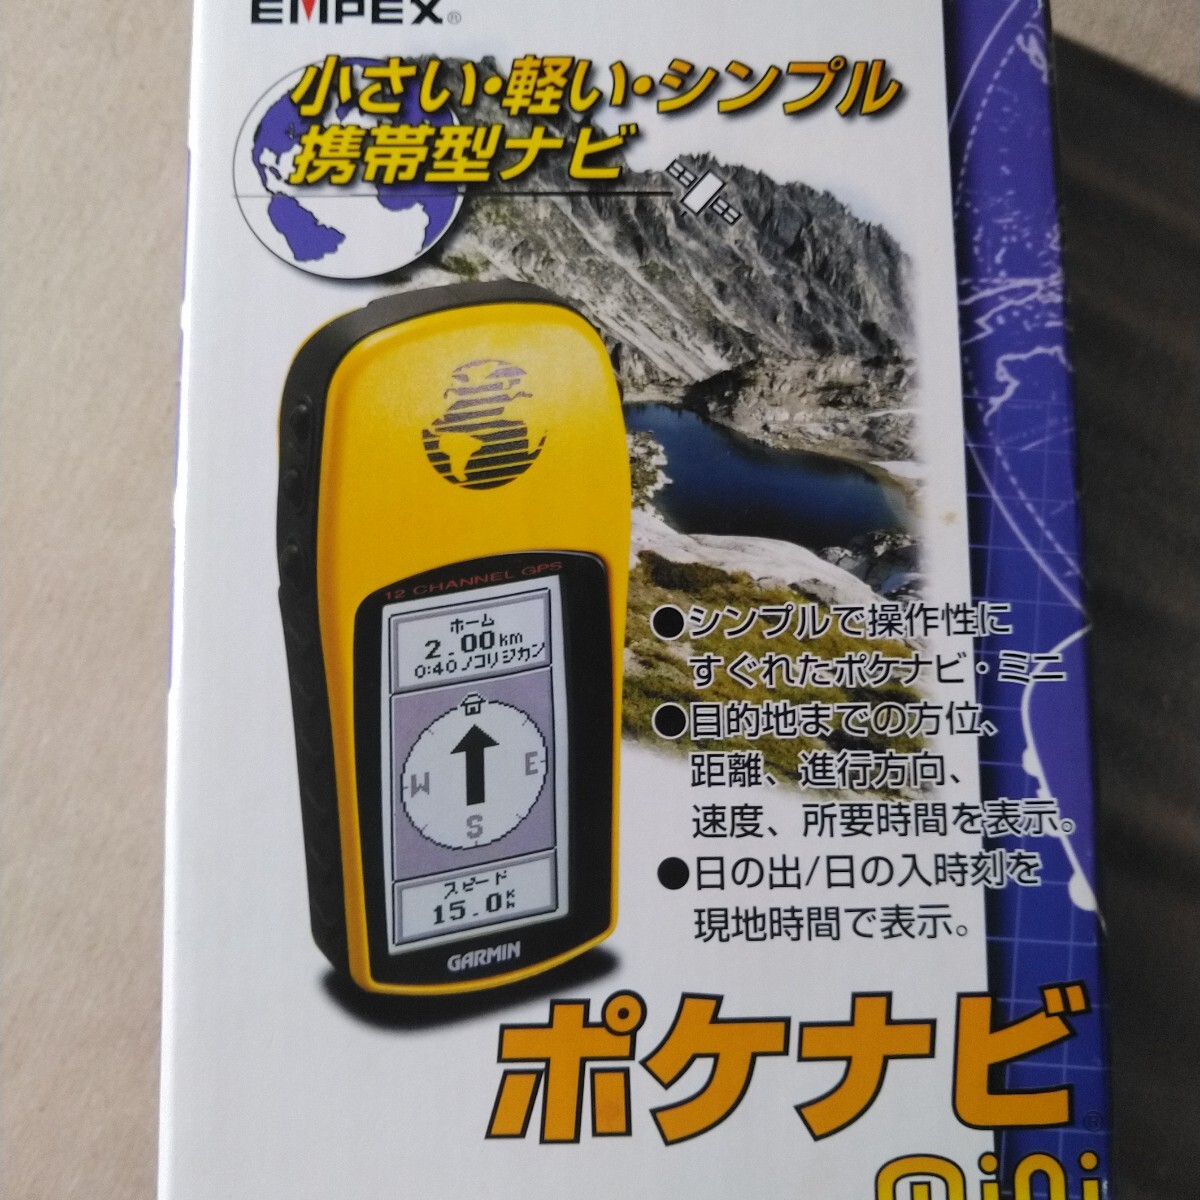 EMPEX®
小さい・軽い・シンプル
携帯型ナビ
12 CHANNEL GPS
ホーム
2.00km
0:40ノコリジカン
W
E
S
スピード
15.0
GARMIN
●シンプルで操作性に
すぐれたポケナビ・ミニ
●目的地までの方位、
距離、進行方向、
速度、所要時間を表示。
●日の出/日の入時刻を
現地時間で表示。
ポケナビ®
mini